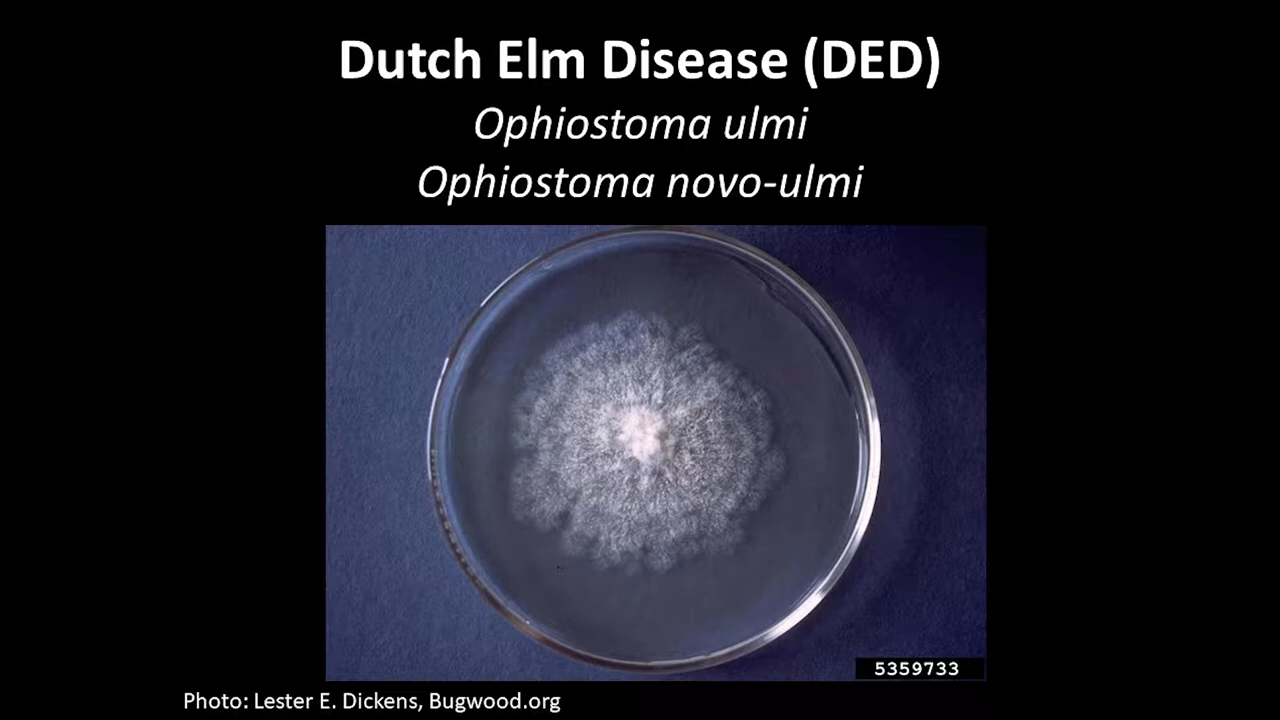 Dutch Elm Disease (DED)
Ophiostoma ulmi
Ophiostoma novo-ulmi
5359733
Photo: Lester E. Dickens, Bugwood.org